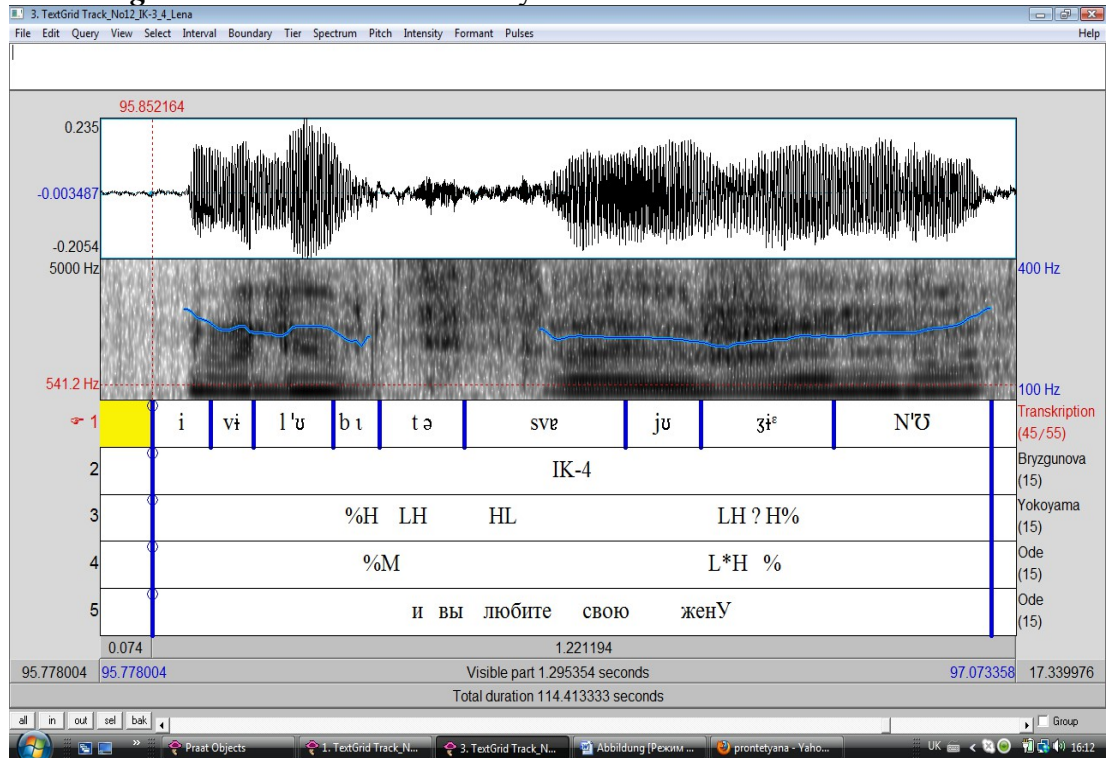 3. TextGrid Track_No12_IK-3_4_Lena
File Edit Query View Select Interval Boundary Tier Spectrum Pitch Intensity Formant Pulses Help
95.852164
0.235
-0.003487
-0.2054
5000 Hz 400 Hz
541.2 Hz 100 Hz
☞ 1 i vɨ l'ʊ bɩ tə svɐ jʊ ʒɨᵋ N'Ʊ Transkription (45/55)
2 IK-4 Bryzgunova (15)
3 %H LH HL LH ? H% Yokoyama (15)
4 %M L*H % Ode (15)
5 и вы любите свою женУ Ode (15)
0.074 1.221194
95.778004 95.778004 Visible part 1.295354 seconds 97.073358 17.339976
Total duration 114.413333 seconds
all in out sel bak Group
» Praat Objects 1. TextGrid Track_N... 3. TextGrid Track_N... Abbildung [Режим ... prontetyana - Yaho... UK < 16:12